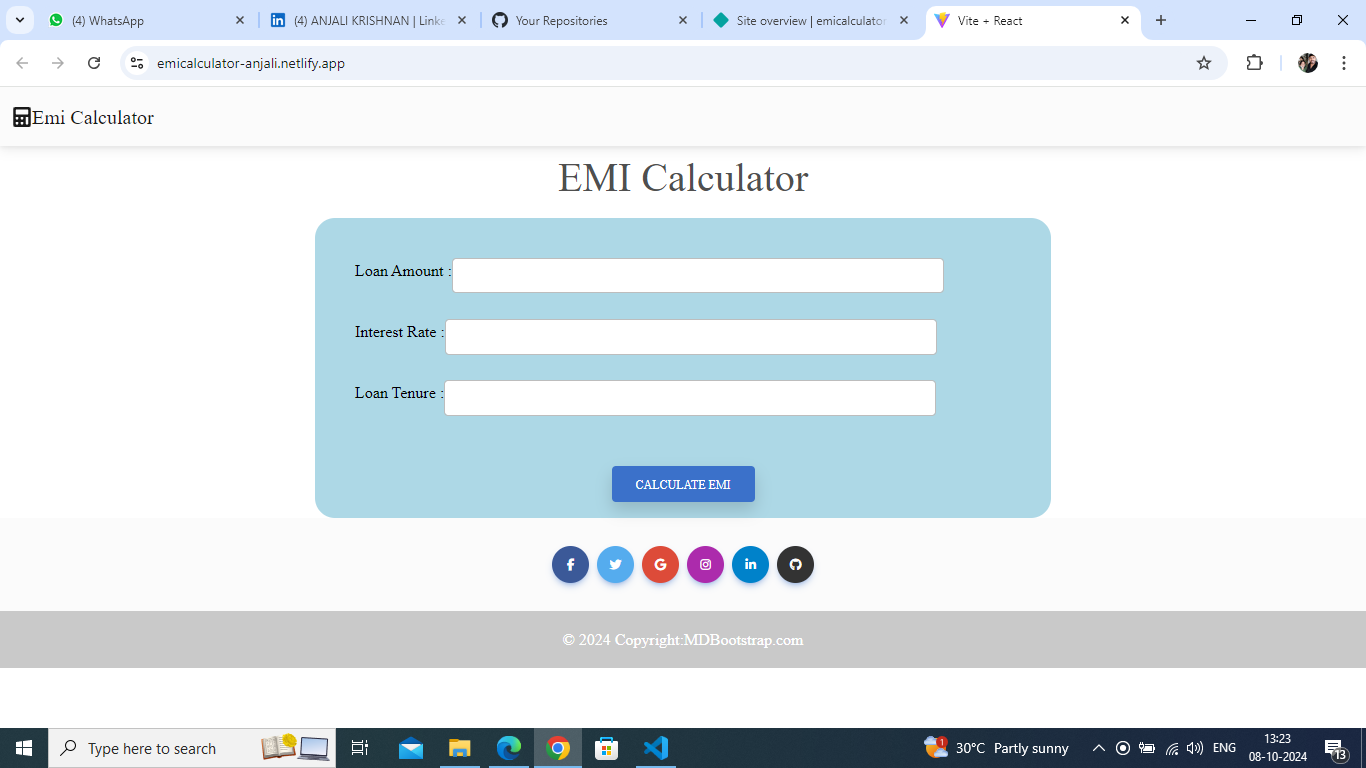 (4) WhatsApp
(4) ANJALI KRISHNAN | Linke
Your Repositories
Site overview | emicalculator
Vite + React
emicalculator-anjali.netlify.app
Emi Calculator
EMI Calculator
Loan Amount :
Interest Rate :
Loan Tenure :
CALCULATE EMI
© 2024 Copyright:MDBootstrap.com
Type here to search
1
30°C Partly sunny
ENG
13:23
08-10-2024
13